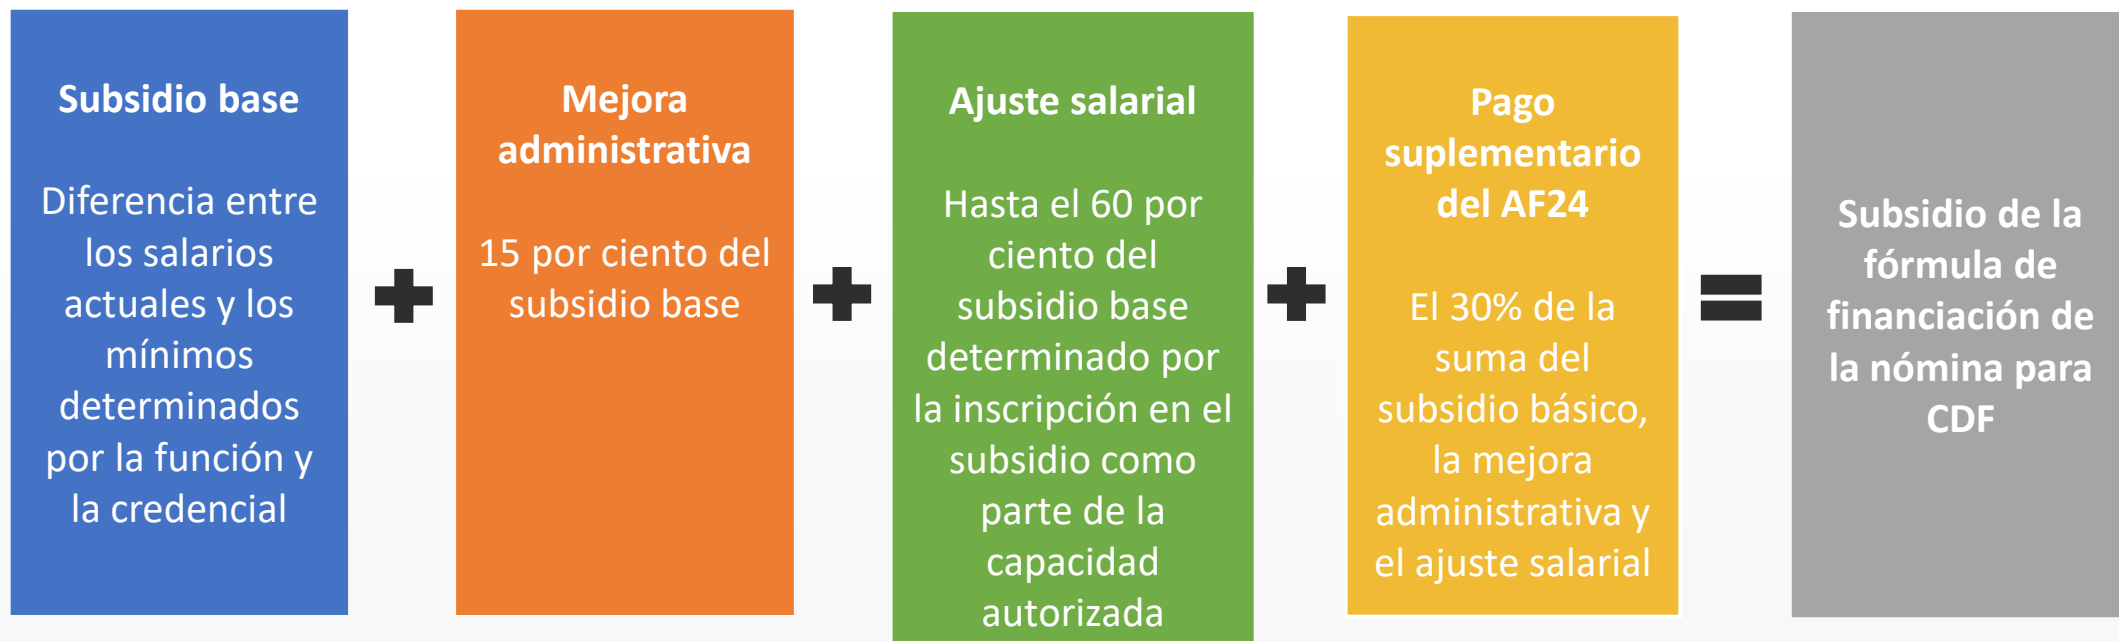 Subsidio base
Diferencia entre
los salarios
actuales y los
mínimos
determinados
por la función y
la credencial
Mejora
administrativa
15 por ciento del
subsidio base
Ajuste salarial
Hasta el 60 por
ciento del
subsidio base
determinado por
la inscripción en el
subsidio como
parte de la
capacidad
autorizada
Pago
suplementario
del AF24
El 30% de la
suma del
subsidio básico,
la mejora
administrativa y
el ajuste salarial
Subsidio de la
fórmula de
financiación de
la nómina para
CDF